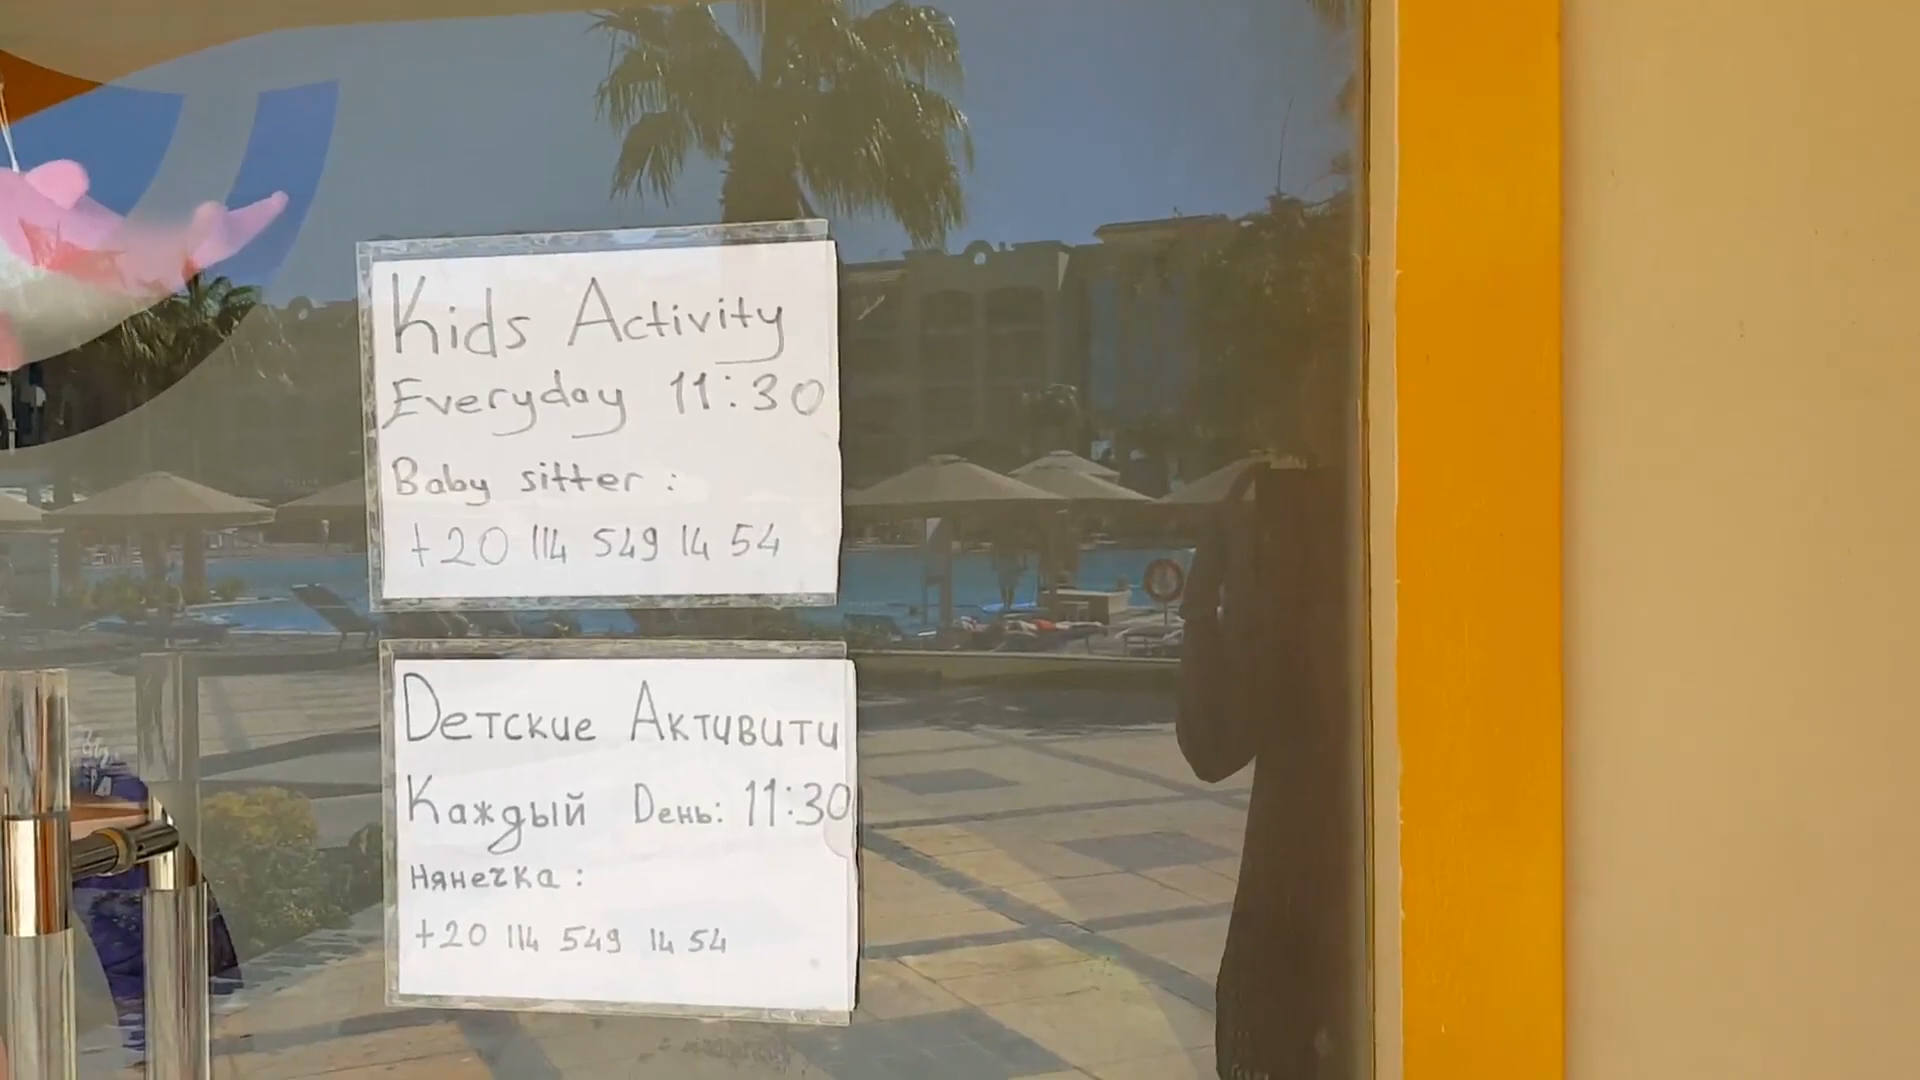 Kids Activity
Everyday 11:30
Baby sitter :
+20 114 549 14 54
Детские Активити
Каждый День: 11:30
Нянечка :
+20 114 549 14 54